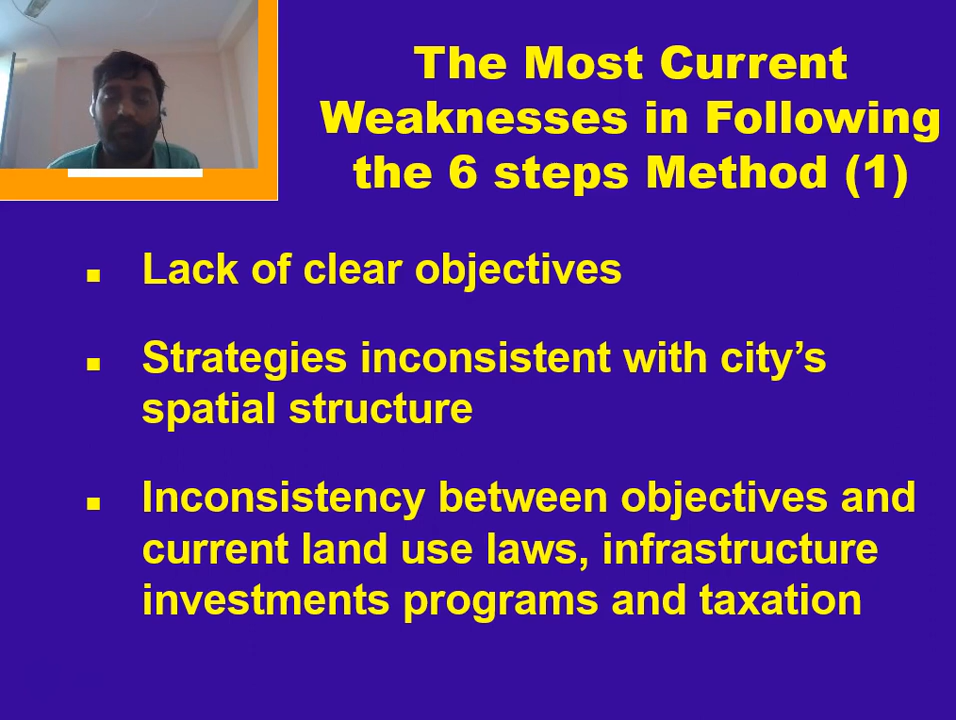 The Most Current
Weaknesses in Following
the 6 steps Method (1)
Lack of clear objectives
Strategies inconsistent with city’s
spatial structure
Inconsistency between objectives and
current land use laws, infrastructure
investments programs and taxation